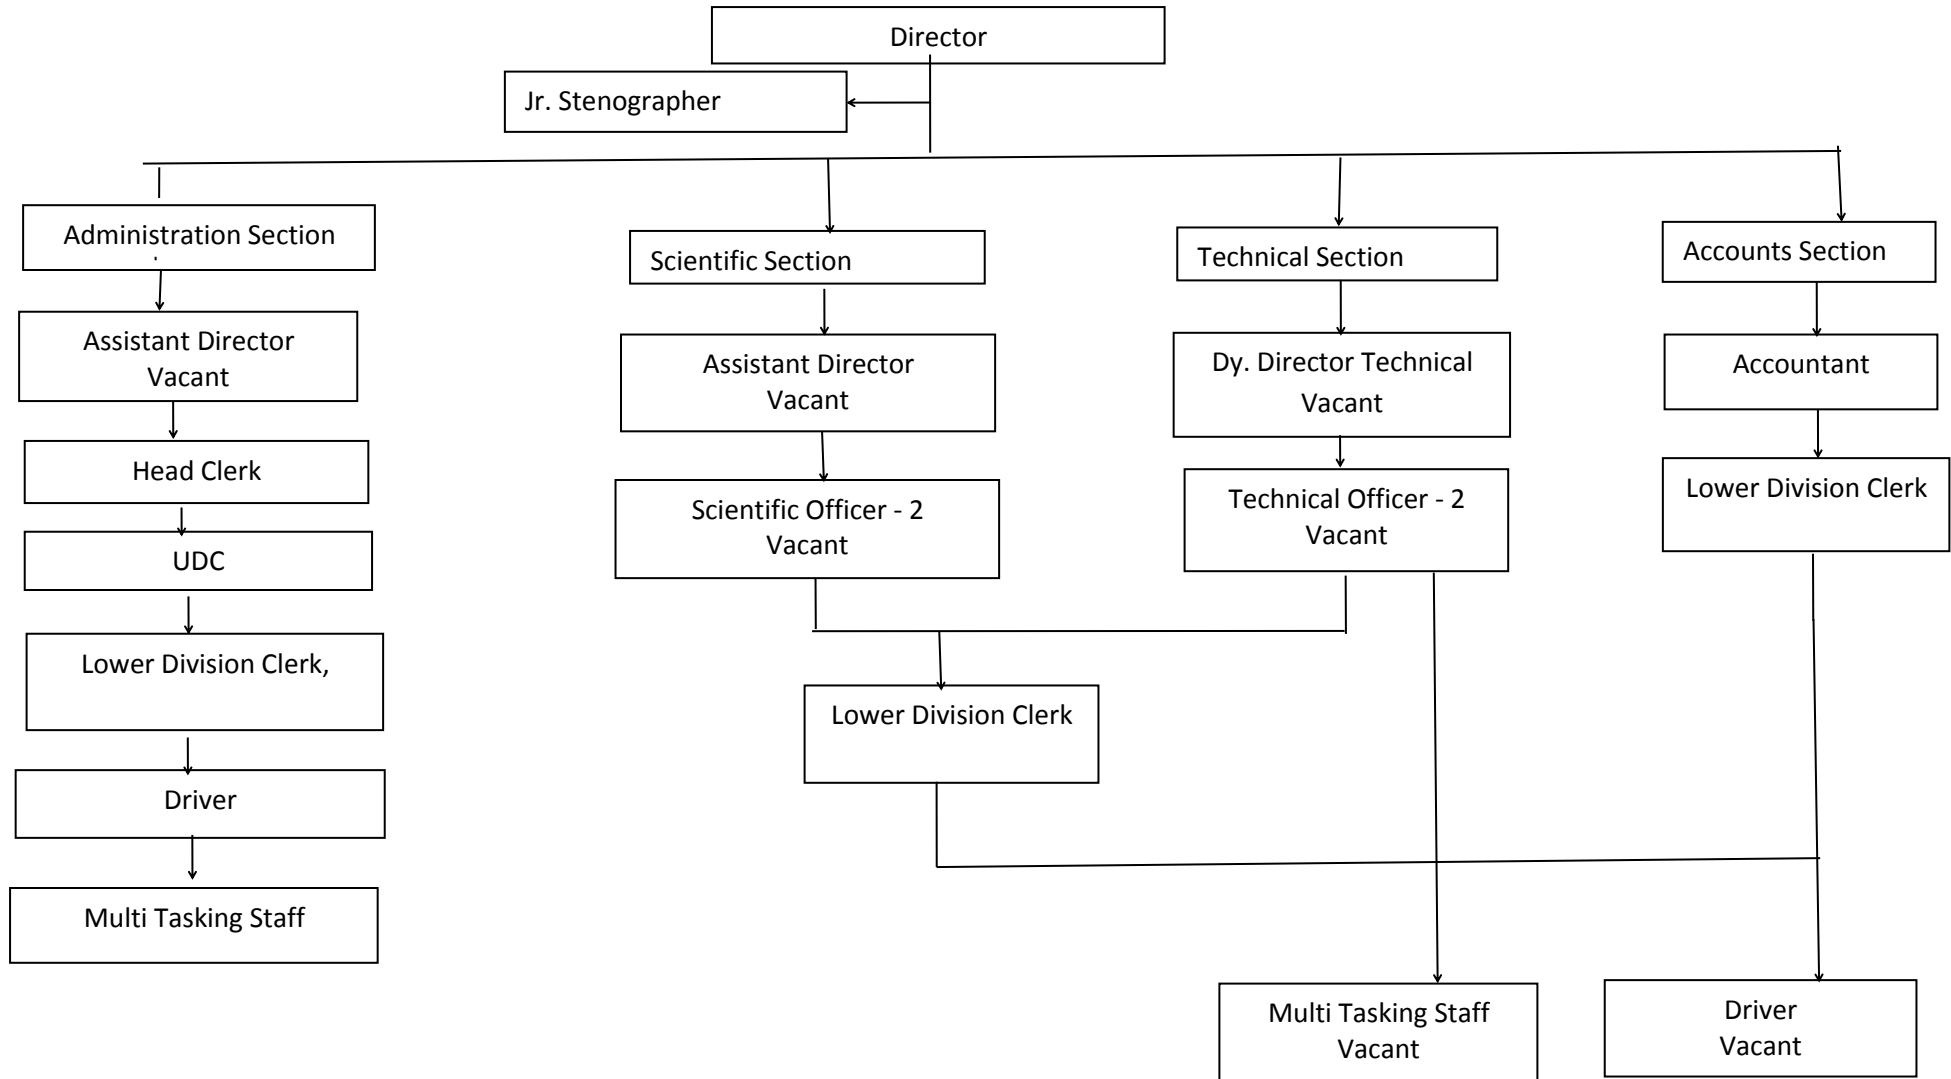 Director
Jr. Stenographer
Administration Section
Scientific Section
Technical Section
Accounts Section
Assistant Director
Vacant
Assistant Director
Vacant
Dy. Director Technical
Vacant
Accountant
Head Clerk
Scientific Officer - 2
Vacant
Technical Officer - 2
Vacant
Lower Division Clerk
UDC
Lower Division Clerk,
Lower Division Clerk
Driver
Multi Tasking Staff
Multi Tasking Staff
Vacant
Driver
Vacant